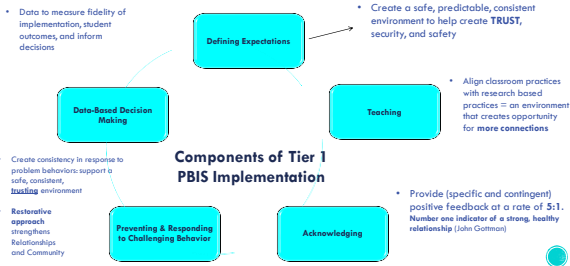 • Data to measure fidelity of
implementation, student
outcomes, and inform
decisions
Defining Expectations
• Create a safe, predictable, consistent
environment to help create TRUST,
security, and safety
Data-Based Decision
Making
Teaching
• Align classroom practices
with research based
practices = an environment
that creates opportunity
for more connections
Components of Tier 1
PBIS Implementation
• Create consistency in response to
problem behaviors: support a
safe, consistent,
trusting environment
• Restorative
approach
strengthens
Relationships
and Community
Preventing & Responding
to Challenging Behavior
Acknowledging
• Provide (specific and contingent)
positive feedback at a rate of 5:1.
Number one indicator of a strong, healthy
relationship (John Gottman)